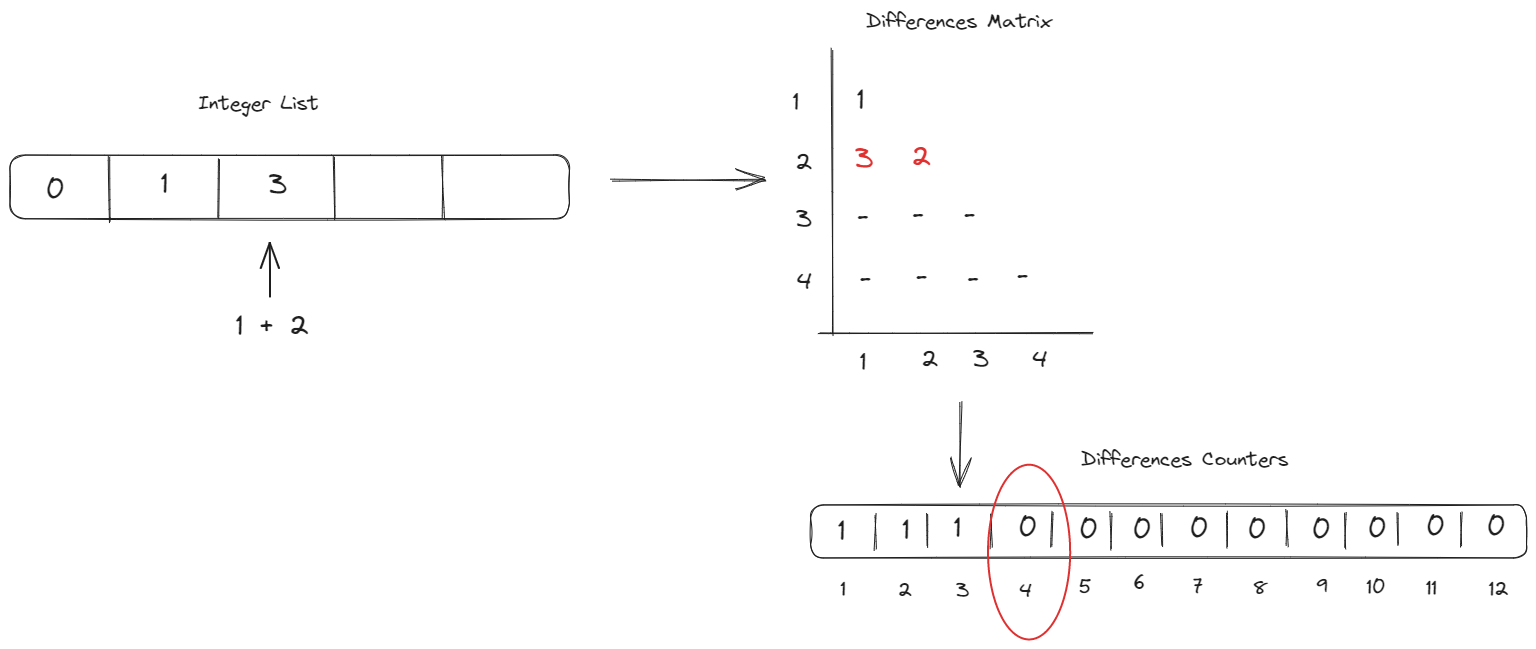 Differences Matrix
Integer List
0 1 3
1 + 2
1 1
2 3 2
3 - - -
4 - - - -
1 2 3 4
Differences Counters
1 1 1 0 0 0 0 0 0 0 0 0
1 2 3 4 5 6 7 8 9 10 11 12